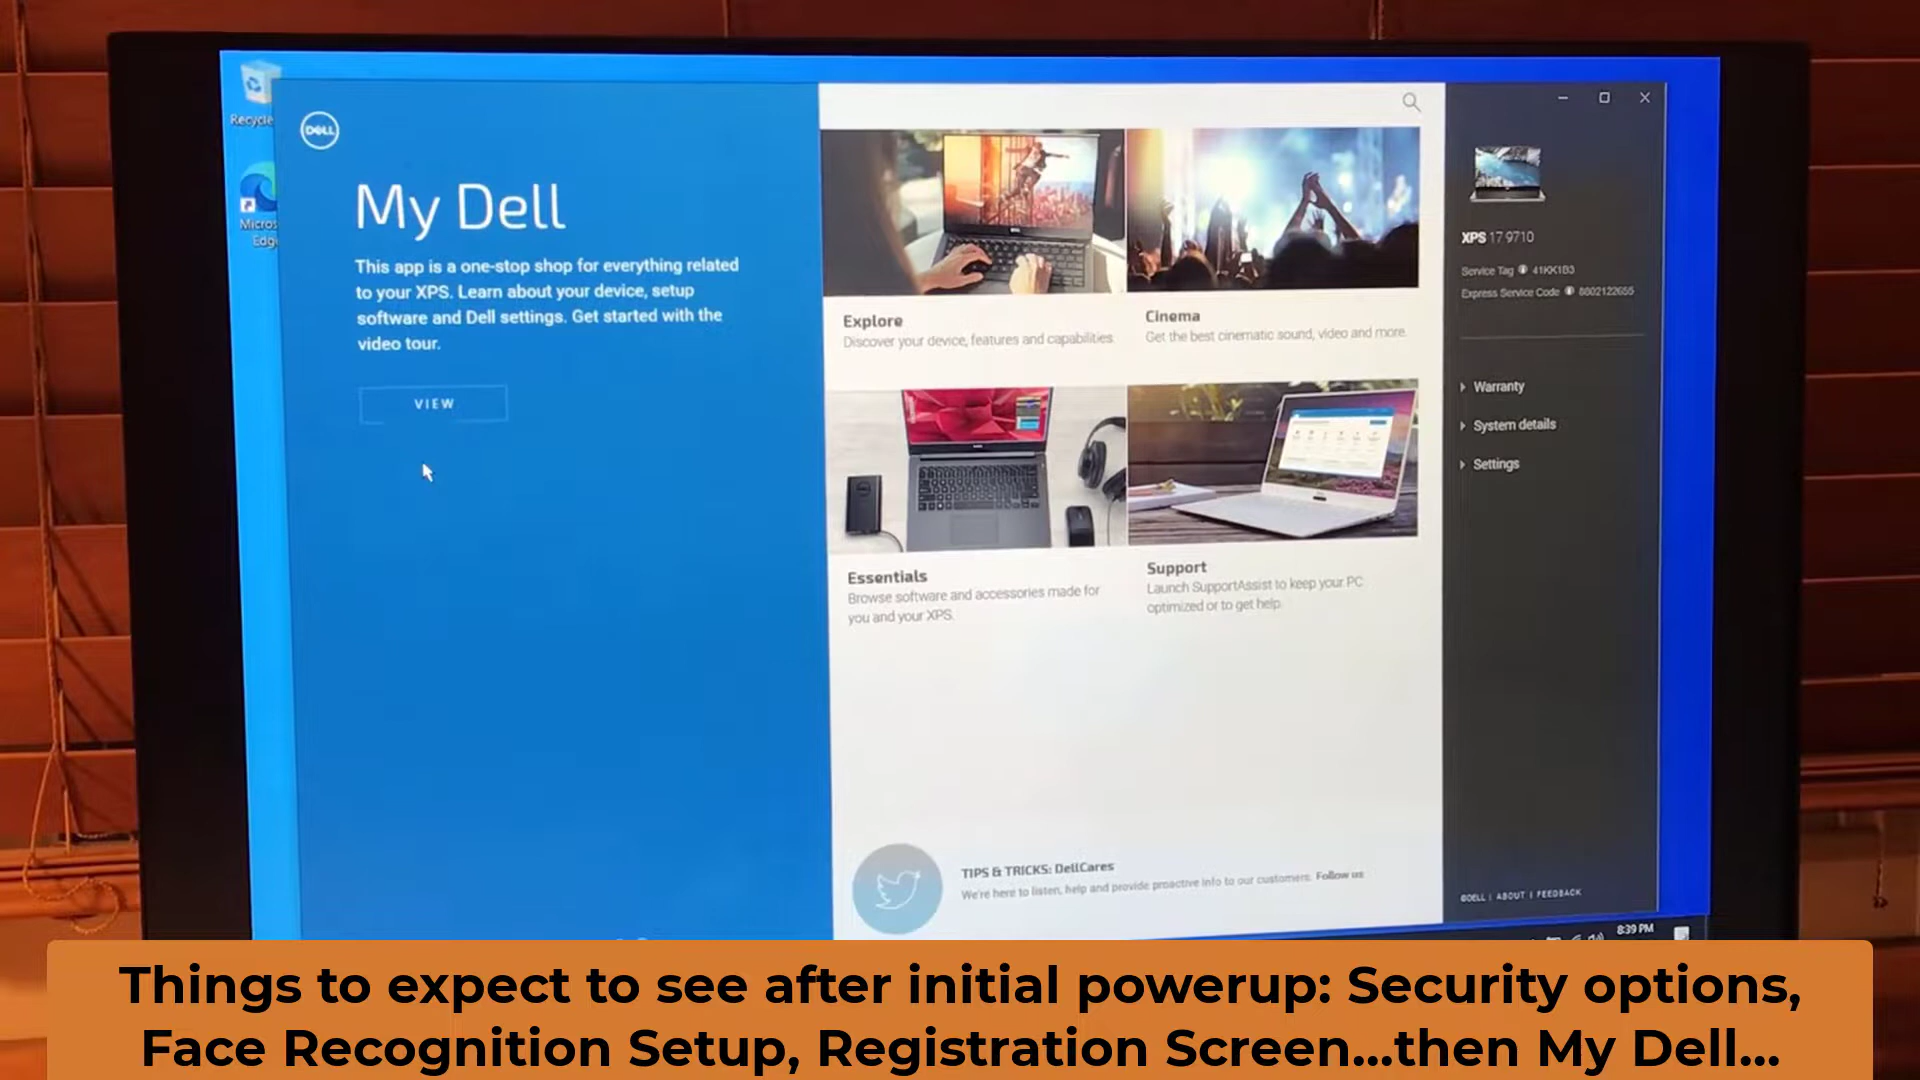 Recycle
Micros
Edge
DELL
My Dell
This app is a one-stop shop for everything related
to your XPS. Learn about your device, setup
software and Dell settings. Get started with the
video tour.
VIEW
Explore
Discover your device, features and capabilities.
Cinema
Get the best cinematic sound, video and more.
Essentials
Browse software and accessories made for
you and your XPS.
Support
Launch SupportAssist to keep your PC
optimized or to get help.
TIPS & TRICKS: DellCares
We're here to listen, help and provide proactive info to our customers. Follow us
XPS 17 9710
Service Tag 41KK1B3
Express Service Code 8802122655
Warranty
System details
Settings
©DELL | ABOUT | FEEDBACK
8:39 PM
Things to expect to see after initial powerup: Security options,
Face Recognition Setup, Registration Screen...then My Dell...